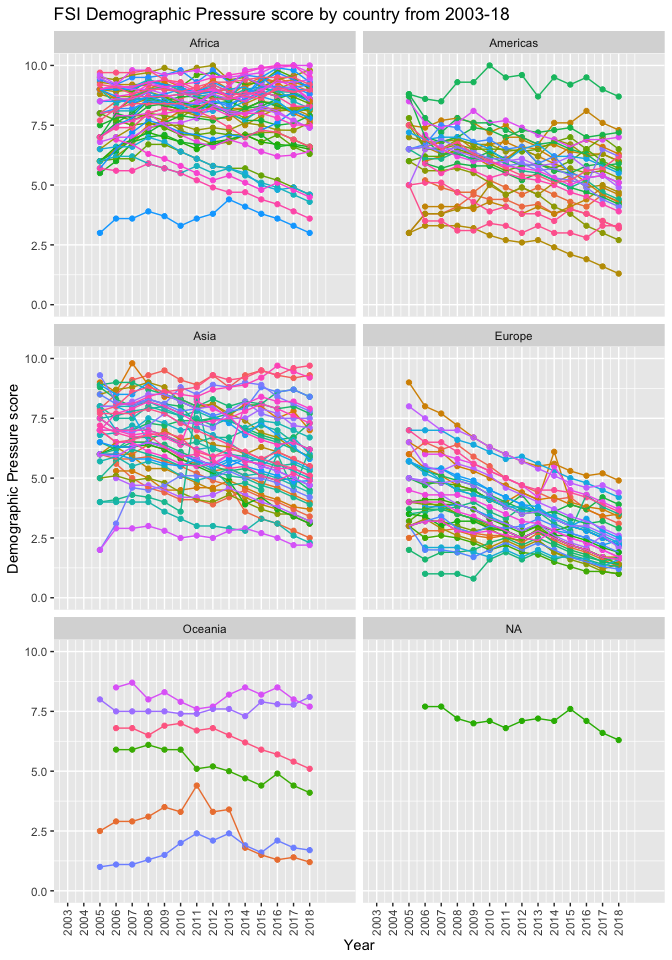 FSI Demographic Pressure score by country from 2003-18
Africa
Americas
10.0
7.5
5.0
2.5
0.0
Asia
Europe
10.0
7.5
5.0
2.5
0.0
Demographic Pressure score
Oceania
NA
10.0
7.5
5.0
2.5
0.0
2003 2004 2005 2006 2007 2008 2009 2010 2011 2012 2013 2014 2015 2016 2017 2018
2003 2004 2005 2006 2007 2008 2009 2010 2011 2012 2013 2014 2015 2016 2017 2018
Year